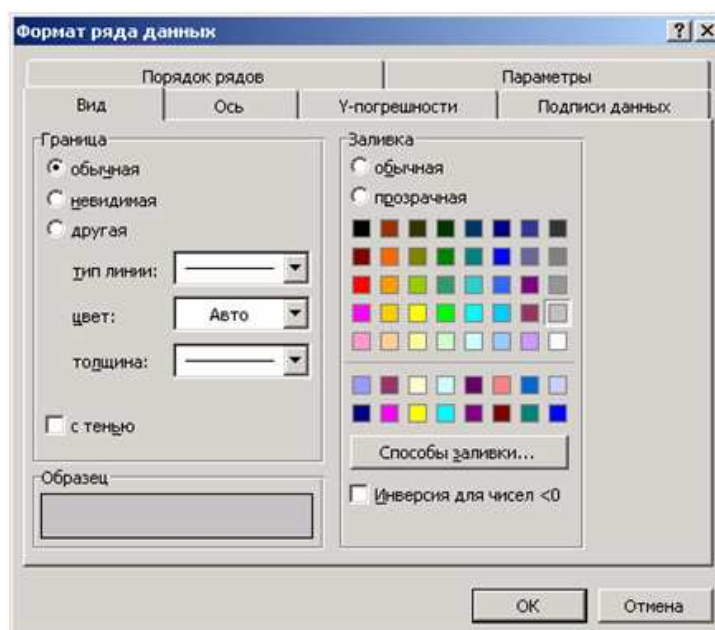 Формат ряда данных
Порядок рядов
Параметры
Вид
Ось
Y-погрешности
Подписи данных
Граница
обычная
невидимая
другая
тип линии:
цвет:
Авто
толщина:
с тенью
Образец
Заливка
обычная
прозрачная
Способы заливки...
Инверсия для чисел <0
ОК
Отмена